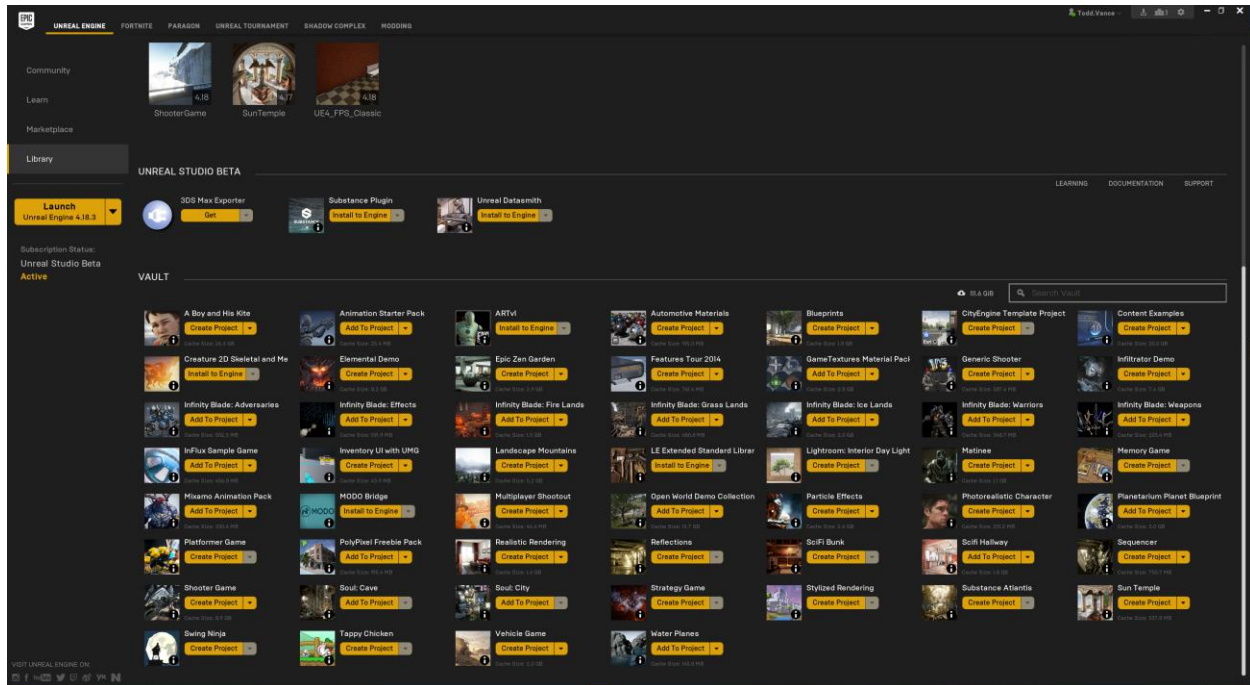 EPIC GAMES
UNREAL ENGINE FORTNITE PARAGON UNREAL TOURNAMENT SHADOW COMPLEX MODDING
Todd.Vance
Community
Learn
Marketplace
Library
4.18 4.17 4.18
ShooterGame SunTemple UE4_FPS_Classic
Launch
Unreal Engine 4.18.3
Subscription Status:
Unreal Studio Beta
Active
UNREAL STUDIO BETA
LEARNING DOCUMENTATION SUPPORT
3DS Max Exporter Substance Plugin Unreal Datasmith
Get Install to Engine Install to Engine
VAULT
GiB Search Vault
A Boy and His Kite Animation Starter Pack ARTv1 Automotive Materials Blueprints CityEngine Template Project Content Examples
Create Project Add To Project Install to Engine Create Project Create Project Create Project Create Project
Creature 2D Skeletal and Me Elemental Demo Epic Zen Garden Features Tour 2014 GameTextures Material Pack Generic Shooter Infiltrator Demo
Install to Engine Create Project Create Project Create Project Add To Project Create Project Create Project
Infinity Blade: Adversaries Infinity Blade: Effects Infinity Blade: Fire Lands Infinity Blade: Grass Lands Infinity Blade: Ice Lands Infinity Blade: Warriors Infinity Blade: Weapons
Add To Project Add To Project Add To Project Add To Project Add To Project Add To Project Add To Project
InFlux Sample Game Inventory UI with UMG Landscape Mountains LE Extended Standard Librar Lightroom: Interior Day Light Matinee Memory Game
Add To Project Create Project Create Project Install to Engine Create Project Create Project Create Project
Mixamo Animation Pack MODO Bridge Multiplayer Shootout Open World Demo Collection Particle Effects Photorealistic Character Planetarium Planet Blueprint
Add To Project Install to Engine Create Project Add To Project Create Project Create Project Add To Project
Platformer Game PolyPixel Freebie Pack Realistic Rendering Reflections SciFi Bunk Scifi Hallway Sequencer
Create Project Add To Project Create Project Create Project Create Project Add To Project Create Project
Shooter Game Soul: Cave Soul: City Strategy Game Stylized Rendering Substance Atlantis Sun Temple
Create Project Add To Project Add To Project Create Project Create Project Create Project Create Project
Swing Ninja Tappy Chicken Vehicle Game Water Planes
Create Project Create Project Create Project Add To Project
VISIT UNREAL ENGINE ON: